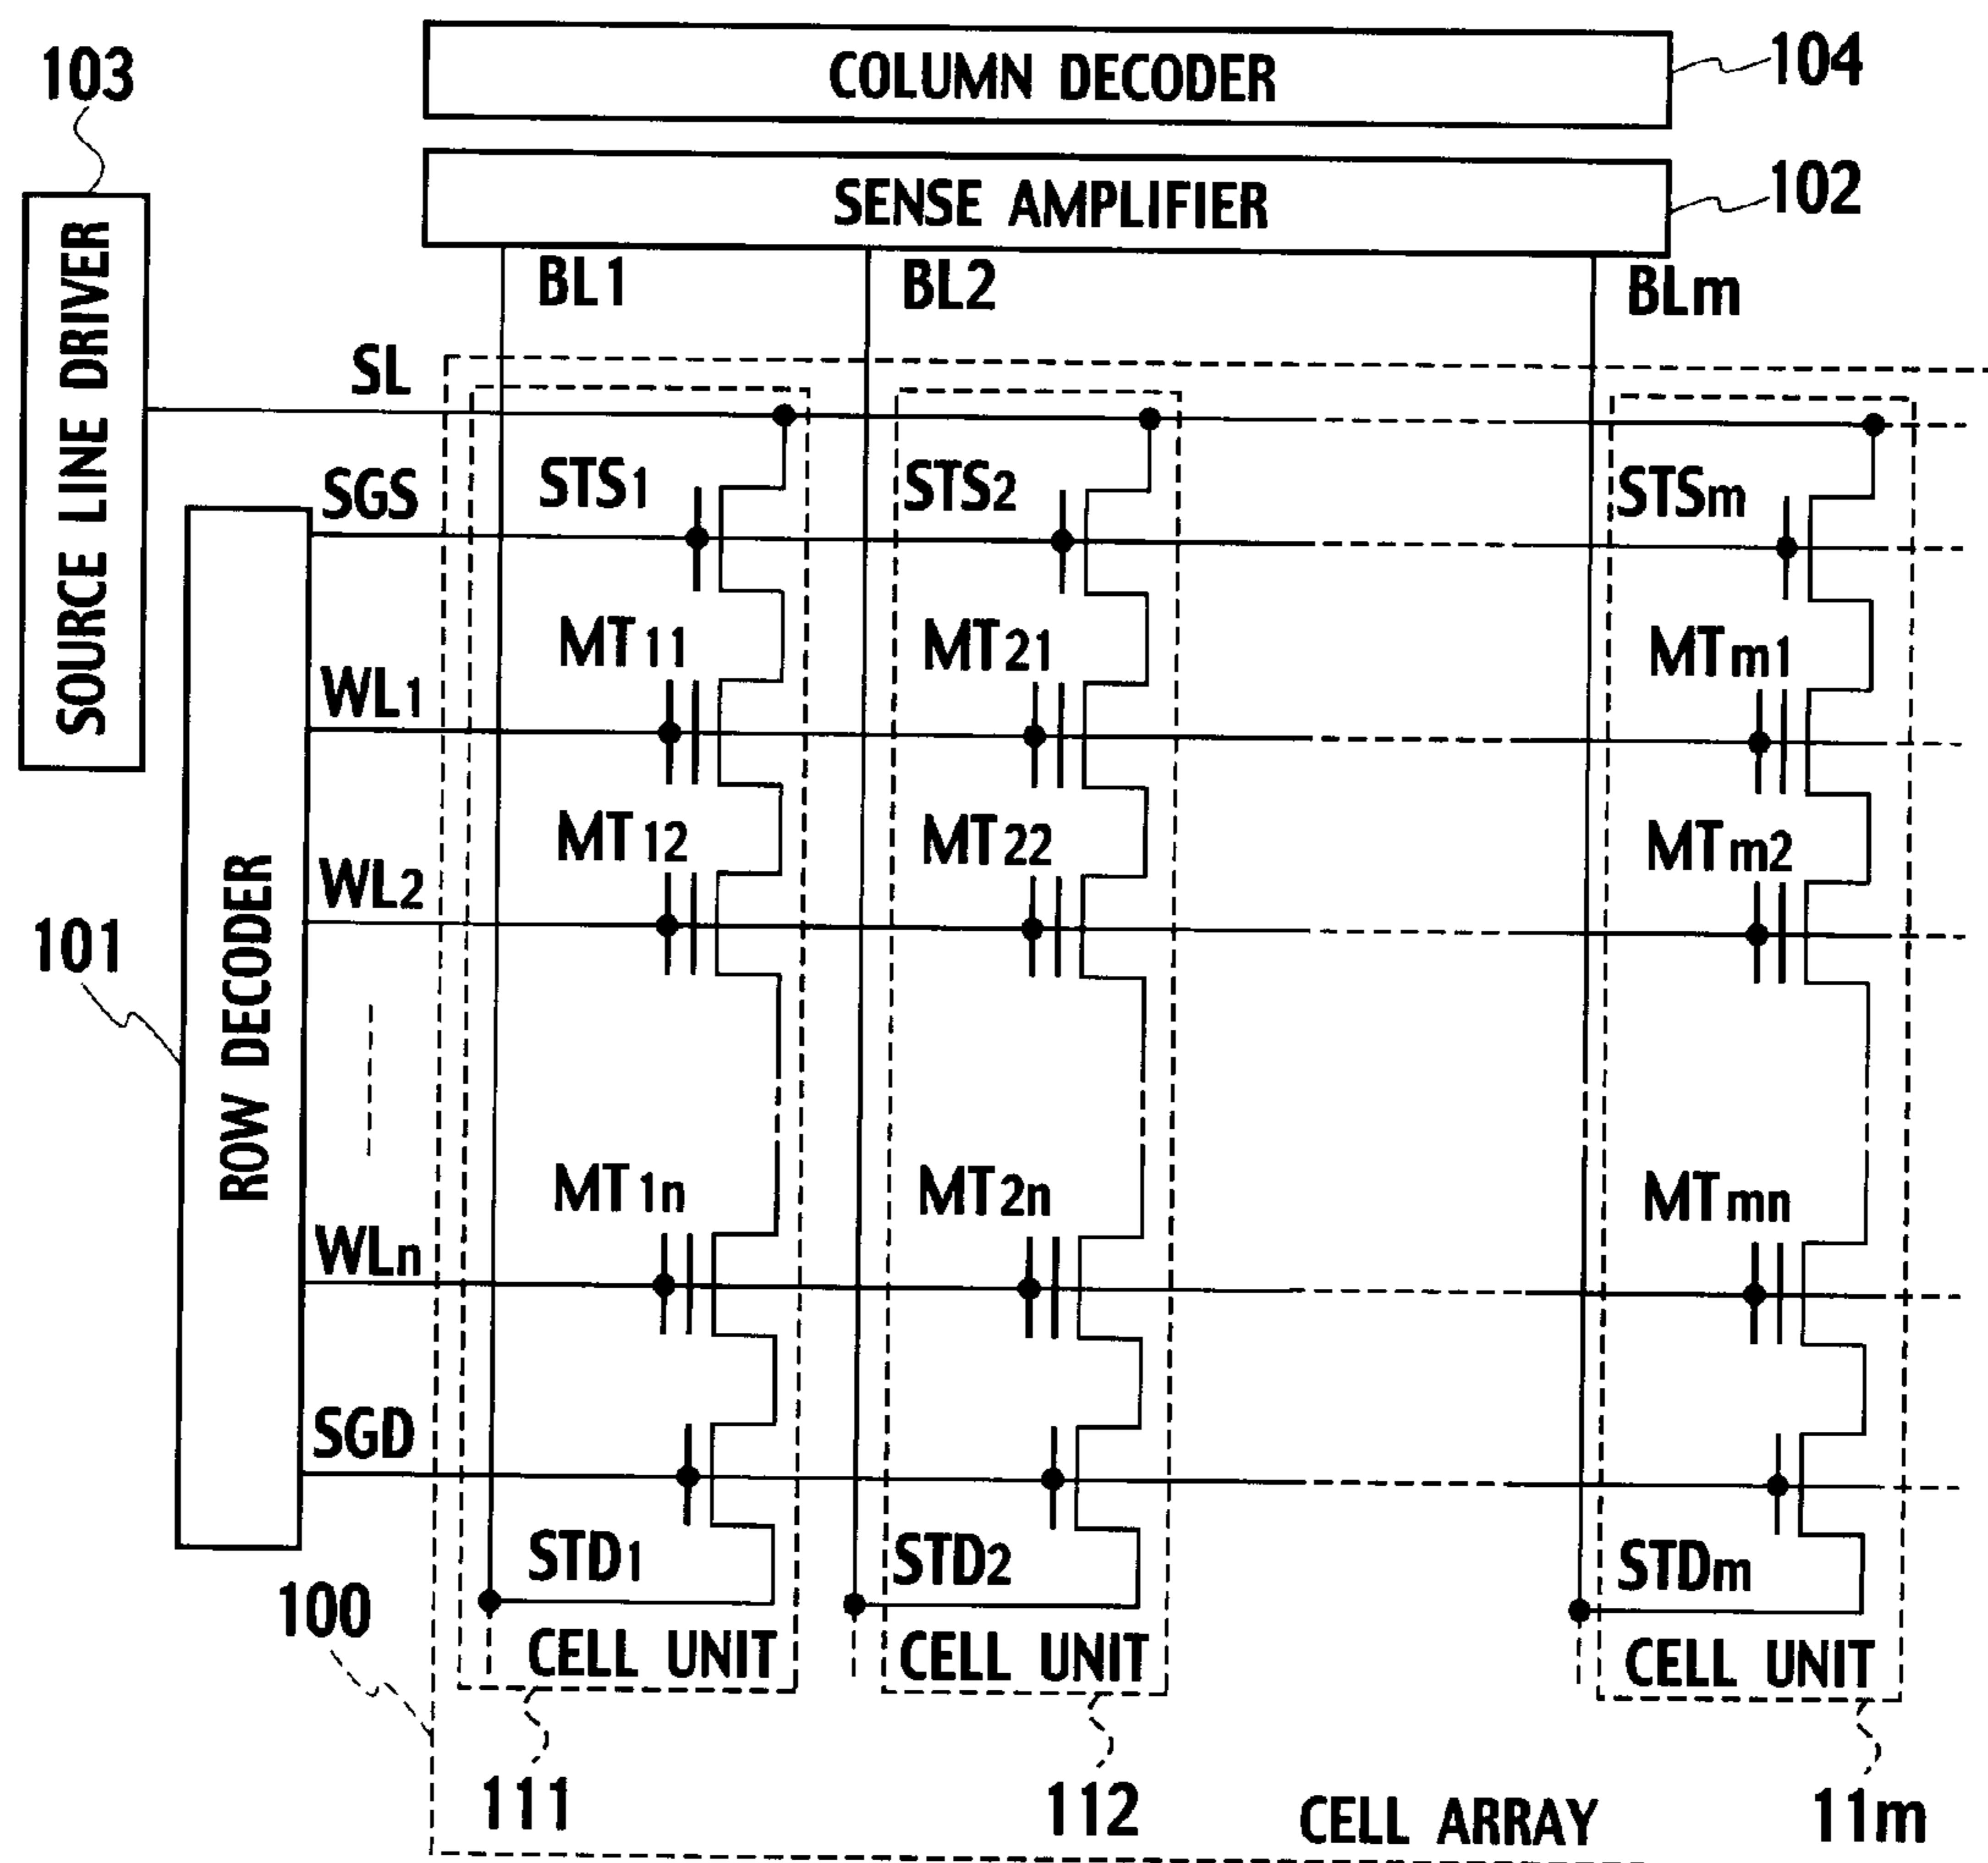 COLUMN DECODER
104
103
SENSE AMPLIFIER
102
SOURCE LINE DRIVER
BL1
BL2
BLm
SL
SGS
STS1
STS2
STSm
MT11
MT21
MTm1
WL1
MT12
MT22
MTm2
WL2
101
ROW DECODER
MT1n
MT2n
MTmn
WLn
SGD
STD1
STD2
STDm
100
CELL UNIT
CELL UNIT
CELL UNIT
111
112
CELL ARRAY
11m